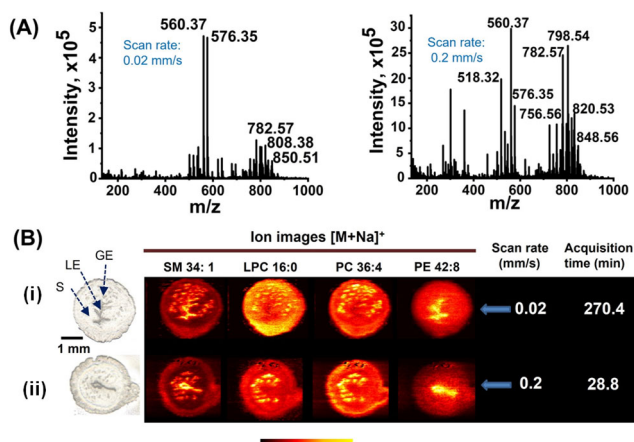 (A)
Intensity, x10⁵
5
4
3
2
1
0
200
400
600
800
1000
m/z
Scan rate:
0.02 mm/s
560.37
576.35
782.57
808.38
850.51
Intensity, x10⁵
30
25
20
15
10
5
0
200
400
600
800
1000
m/z
Scan rate:
0.2 mm/s
560.37
798.54
782.57
518.32
576.35
756.56
820.53
848.56
(B)
Ion images [M+Na]⁺
SM 34: 1
LPC 16:0
PC 36:4
PE 42:8
Scan rate
(mm/s)
Acquisition
time (min)
(i)
GE
LE
S
1 mm
0.02
270.4
(ii)
0.2
28.8